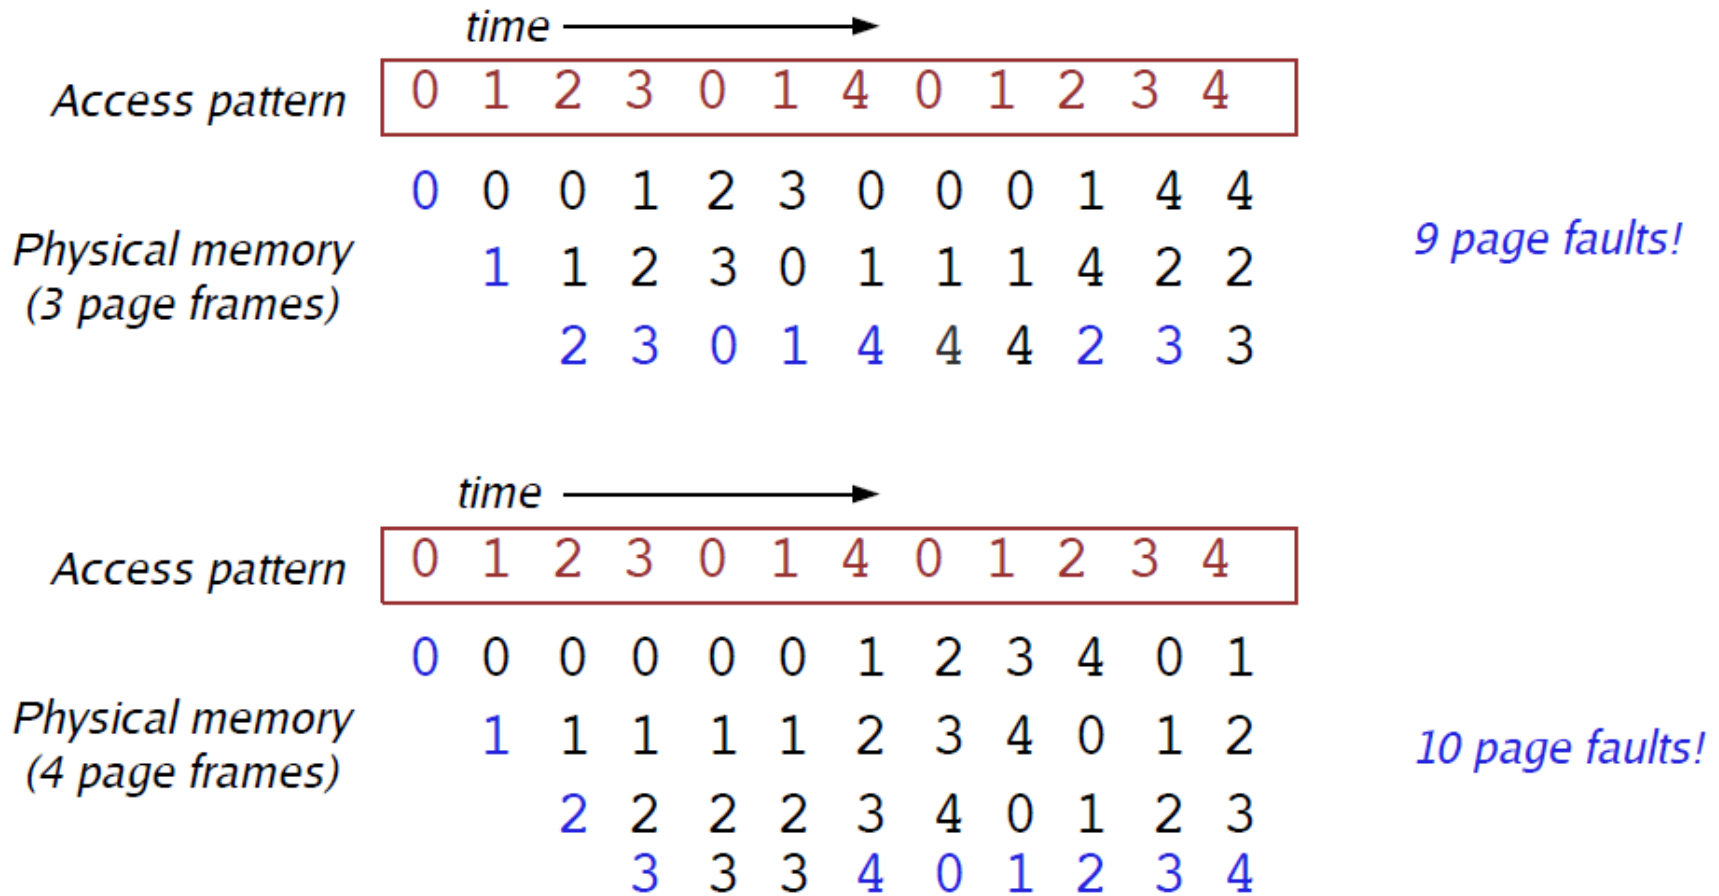 time
Access pattern 0 1 2 3 0 1 4 0 1 2 3 4
0 0 0 1 2 3 0 0 0 1 4 4
Physical memory
(3 page frames)
1 1 2 3 0 1 1 1 4 2 2
9 page faults!
2 3 0 1 4 4 4 2 3 3
time
Access pattern 0 1 2 3 0 1 4 0 1 2 3 4
0 0 0 0 0 0 1 2 3 4 0 1
Physical memory
(4 page frames)
1 1 1 1 1 2 3 4 0 1 2
10 page faults!
2 2 2 2 3 4 0 1 2 3
3 3 3 4 0 1 2 3 4